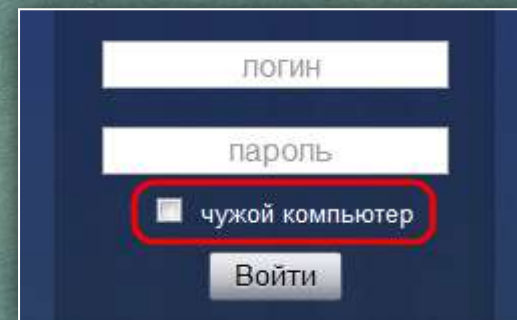 логин
пароль
чужой компьютер
Войти